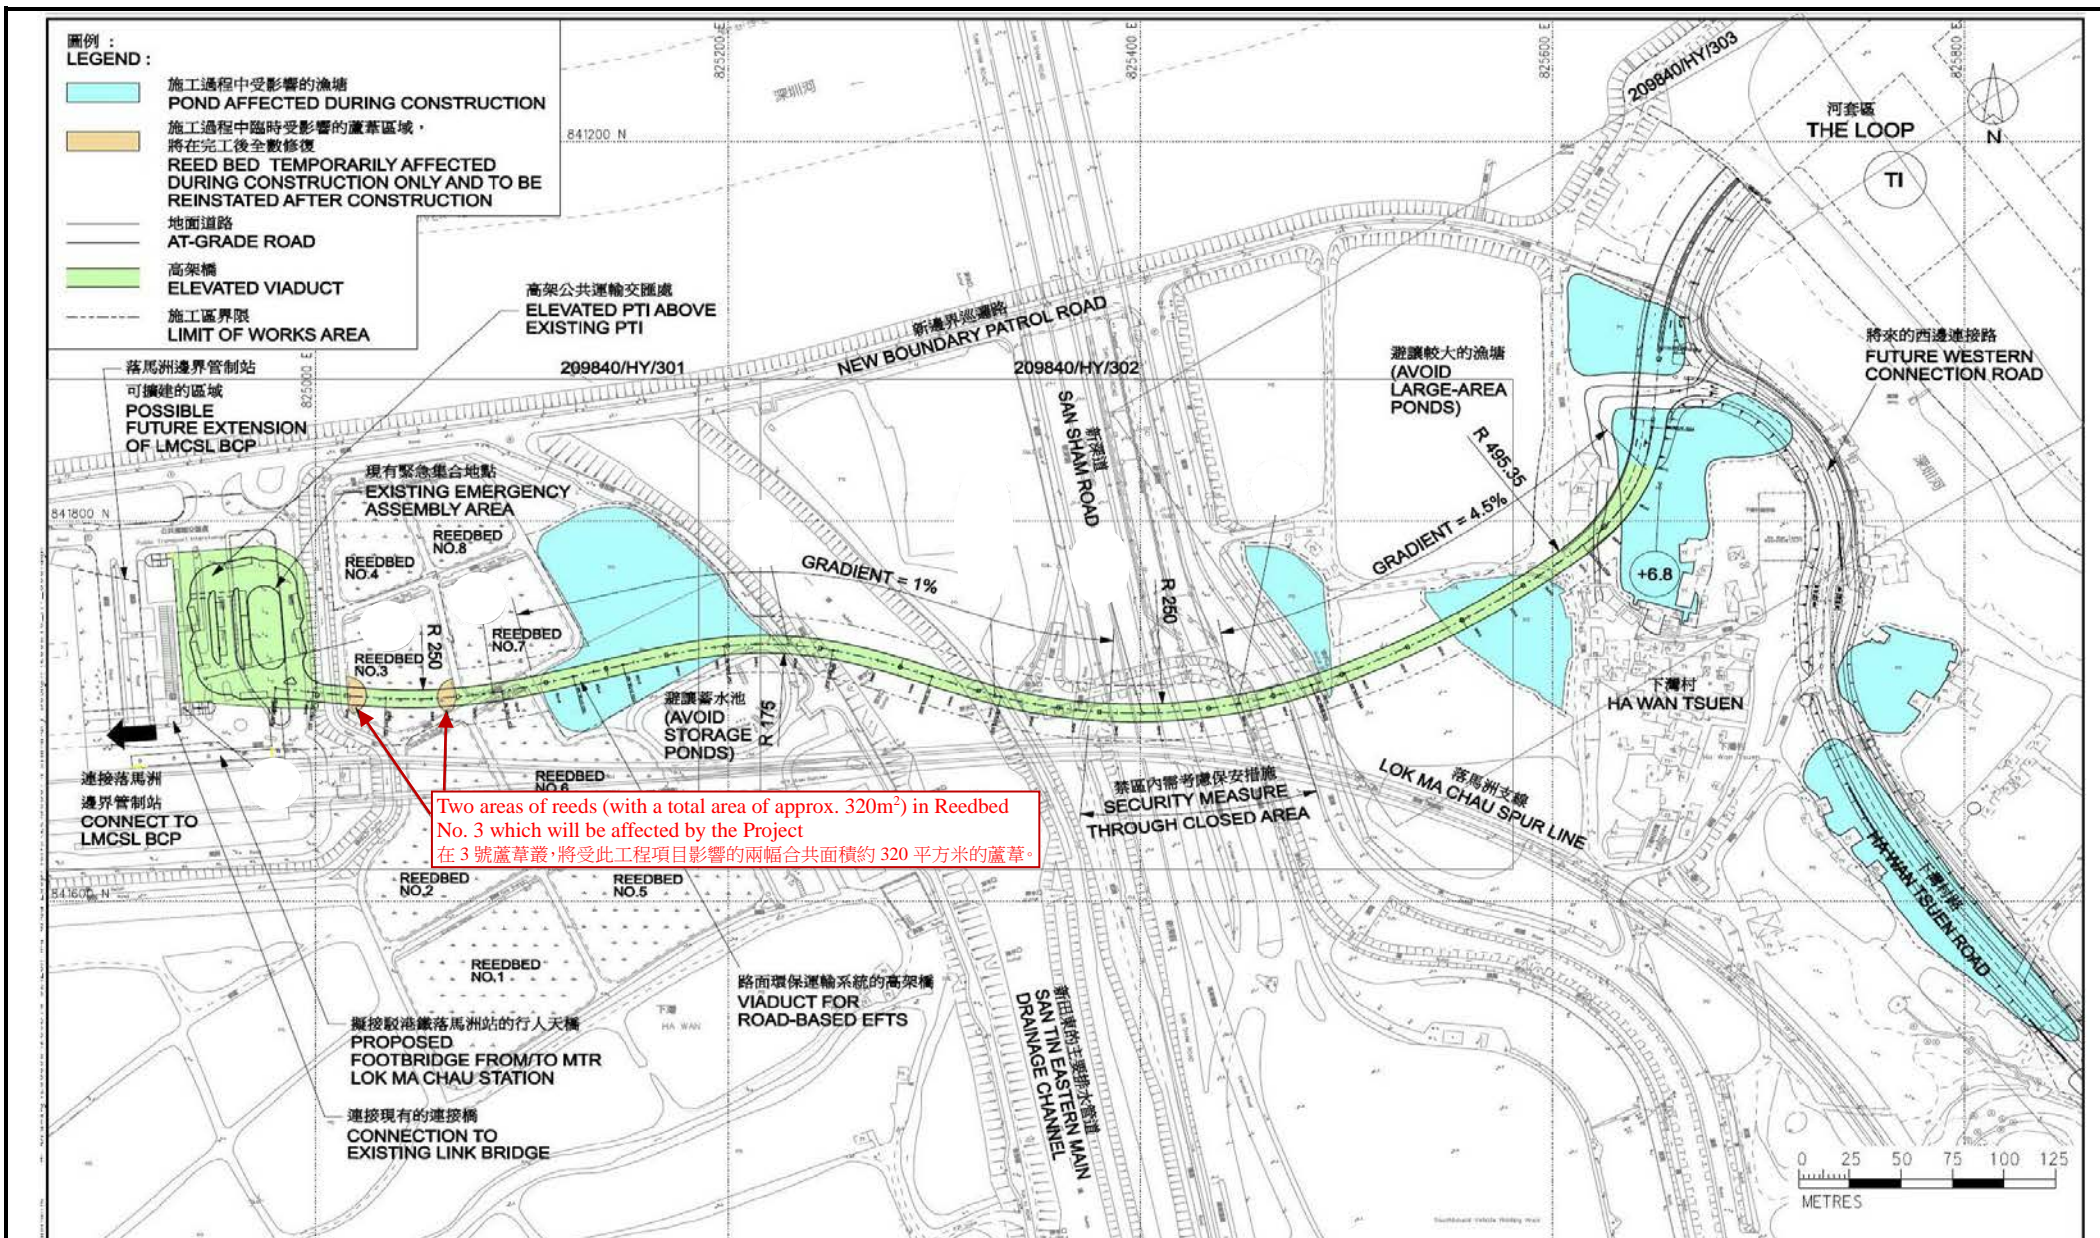 圖例：
LEGEND :
施工過程中受影響的漁塘
POND AFFECTED DURING CONSTRUCTION
施工過程中臨時受影響的蘆葦區域，
將在完工後全數修復
REED BED TEMPORARILY AFFECTED
DURING CONSTRUCTION ONLY AND TO BE
REINSTATED AFTER CONSTRUCTION
地面道路
AT-GRADE ROAD
高架橋
ELEVATED VIADUCT
施工區界限
LIMIT OF WORKS AREA
825000 E
825200 E
825400 E
825600 E
825800 E
841200 N
841800 N
841600 N
深圳河
209840/HY/303
河套區
THE LOOP
TI
N
高架公共運輸交匯處
ELEVATED PTI ABOVE
EXISTING PTI
新邊界巡邏路
NEW BOUNDARY PATROL ROAD
209840/HY/301
209840/HY/302
落馬洲邊界管制站
可擴建的區域
POSSIBLE
FUTURE EXTENSION
OF LMCSL BCP
現有緊急集合地點
EXISTING EMERGENCY
ASSEMBLY AREA
新深道
SAN SHAM ROAD
避讓較大的漁塘
(AVOID
LARGE-AREA
PONDS)
將來的西邊連接路
FUTURE WESTERN
CONNECTION ROAD
深圳河
R 495.35
GRADIENT = 4.5%
GRADIENT = 1%
R 250
R 250
R 175
+6.8
REEDBED
NO.8
REEDBED
NO.4
REEDBED
NO.7
REEDBED
NO.3
避讓蓄水池
(AVOID
STORAGE
PONDS)
下灣村
HA WAN TSUEN
下灣村
Ha Wan Tsuen
連接落馬洲
邊界管制站
CONNECT TO
LMCSL BCP
REEDBED
NO.6
禁區內需考慮保安措施
SECURITY MEASURE
THROUGH CLOSED AREA
落馬洲支線
LOK MA CHAU SPUR LINE
Two areas of reeds (with a total area of approx. 320m²) in Reedbed
No. 3 which will be affected by the Project
在 3 號蘆葦叢，將受此工程項目影響的兩幅合共面積約 320 平方米的蘆葦。
REEDBED
NO.2
REEDBED
NO.5
REEDBED
NO.1
下灣村路
HA WAN TSUEN ROAD
路面環保運輸系統的高架橋
VIADUCT FOR
ROAD-BASED EFTS
下灣
HA WAN
新田東的主要排水管道
SAN TIN EASTERN MAIN
DRAINAGE CHANNEL
擬接駁港鐵落馬洲站的行人天橋
PROPOSED
FOOTBRIDGE FROM/TO MTR
LOK MA CHAU STATION
連接現有的連接橋
CONNECTION TO
EXISTING LINK BRIDGE
0 25 50 75 100 125
METRES